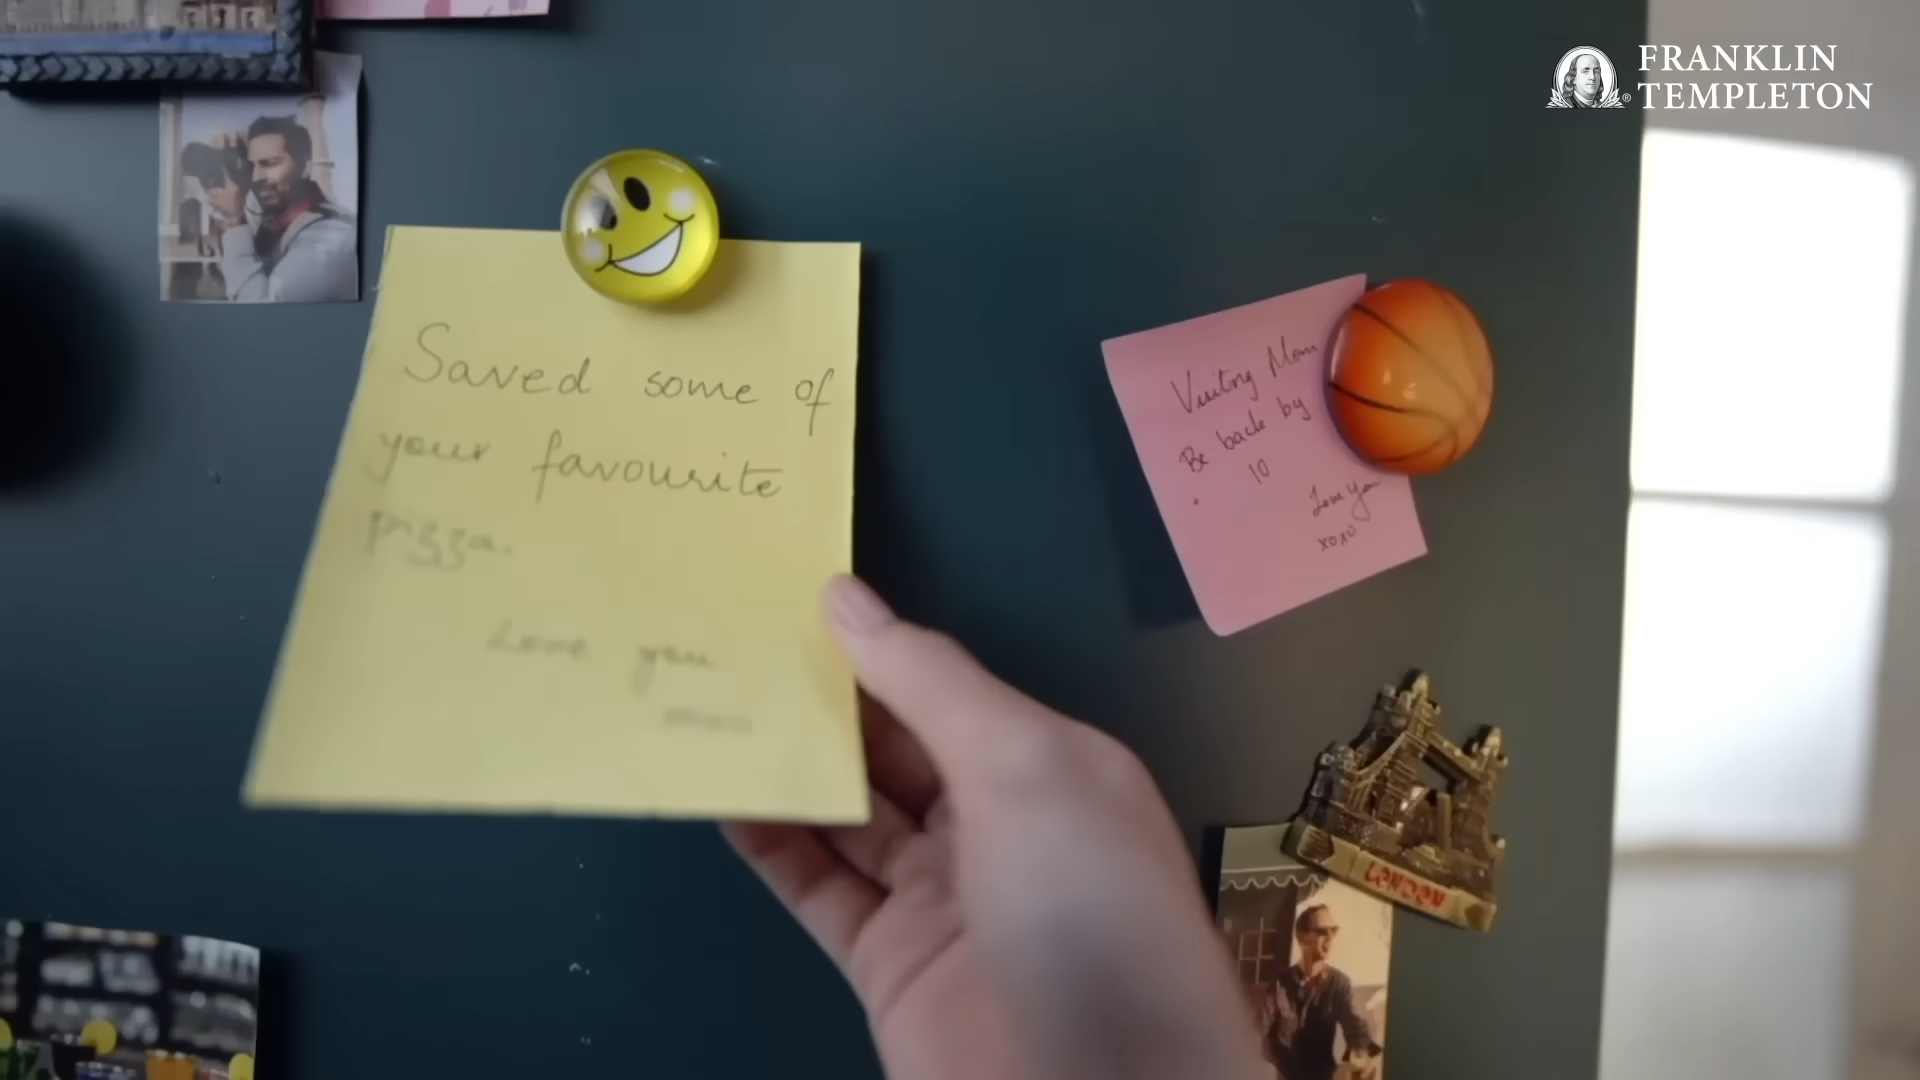 FRANKLIN
TEMPLETON
Saved some of
your favourite
pizza.
Love you
xoxo
Visiting Mom
Be back by
10
Love You
xoxo
LONDON